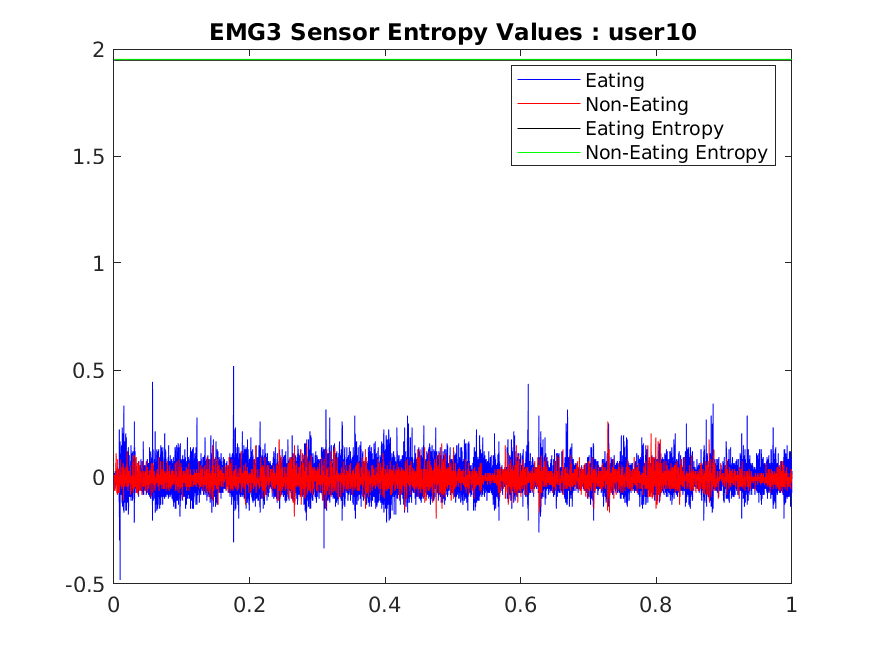 EMG3 Sensor Entropy Values : user10
2
1.5
1
0.5
0
-0.5
Eating
Non-Eating
Eating Entropy
Non-Eating Entropy
0
0.2
0.4
0.6
0.8
1